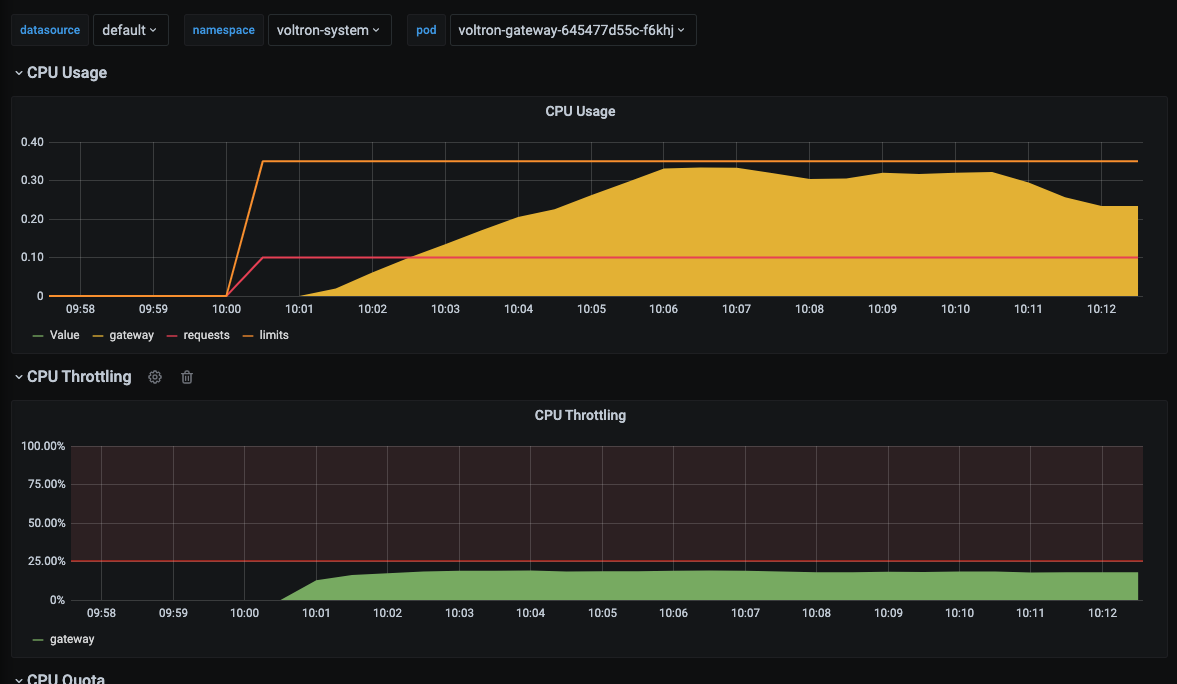 datasource default namespace voltron-system pod voltron-gateway-645477d55c-f6khj
CPU Usage
CPU Usage
0.40
0.30
0.20
0.10
0
09:58 09:59 10:00 10:01 10:02 10:03 10:04 10:05 10:06 10:07 10:08 10:09 10:10 10:11 10:12
Value gateway requests limits
CPU Throttling
CPU Throttling
100.00%
75.00%
50.00%
25.00%
0%
09:58 09:59 10:00 10:01 10:02 10:03 10:04 10:05 10:06 10:07 10:08 10:09 10:10 10:11 10:12
gateway
CPU Quota